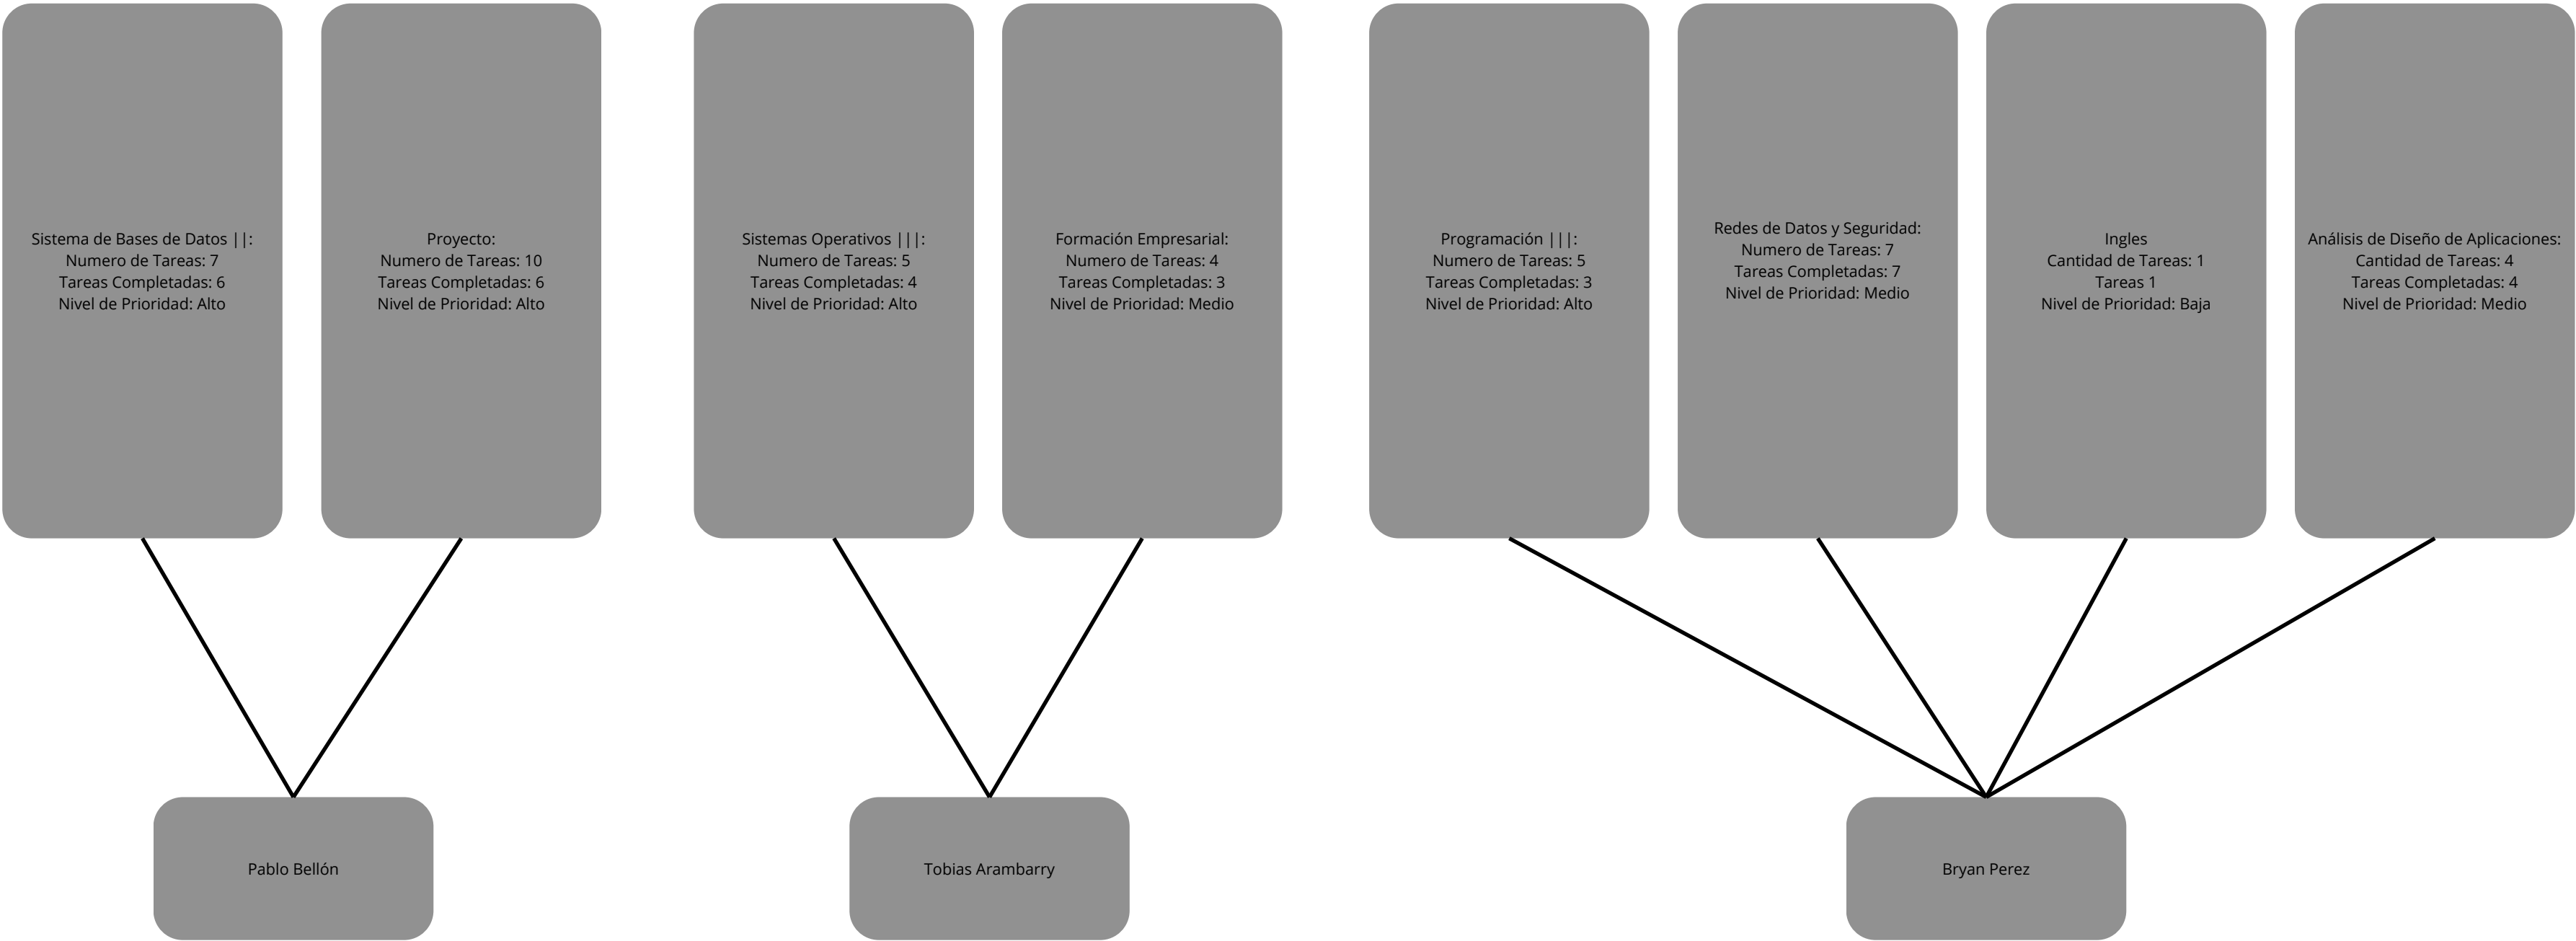 Sistema de Bases de Datos ||:
Numero de Tareas: 7
Tareas Completadas: 6
Nivel de Prioridad: Alto
Proyecto:
Numero de Tareas: 10
Tareas Completadas: 6
Nivel de Prioridad: Alto
Sistemas Operativos |||:
Numero de Tareas: 5
Tareas Completadas: 4
Nivel de Prioridad: Alto
Formación Empresarial:
Numero de Tareas: 4
Tareas Completadas: 3
Nivel de Prioridad: Medio
Programación |||:
Numero de Tareas: 5
Tareas Completadas: 3
Nivel de Prioridad: Alto
Redes de Datos y Seguridad:
Numero de Tareas: 7
Tareas Completadas: 7
Nivel de Prioridad: Medio
Ingles
Cantidad de Tareas: 1
Tareas 1
Nivel de Prioridad: Baja
Análisis de Diseño de Aplicaciones:
Cantidad de Tareas: 4
Tareas Completadas: 4
Nivel de Prioridad: Medio
Pablo Bellón
Tobias Arambarry
Bryan Perez